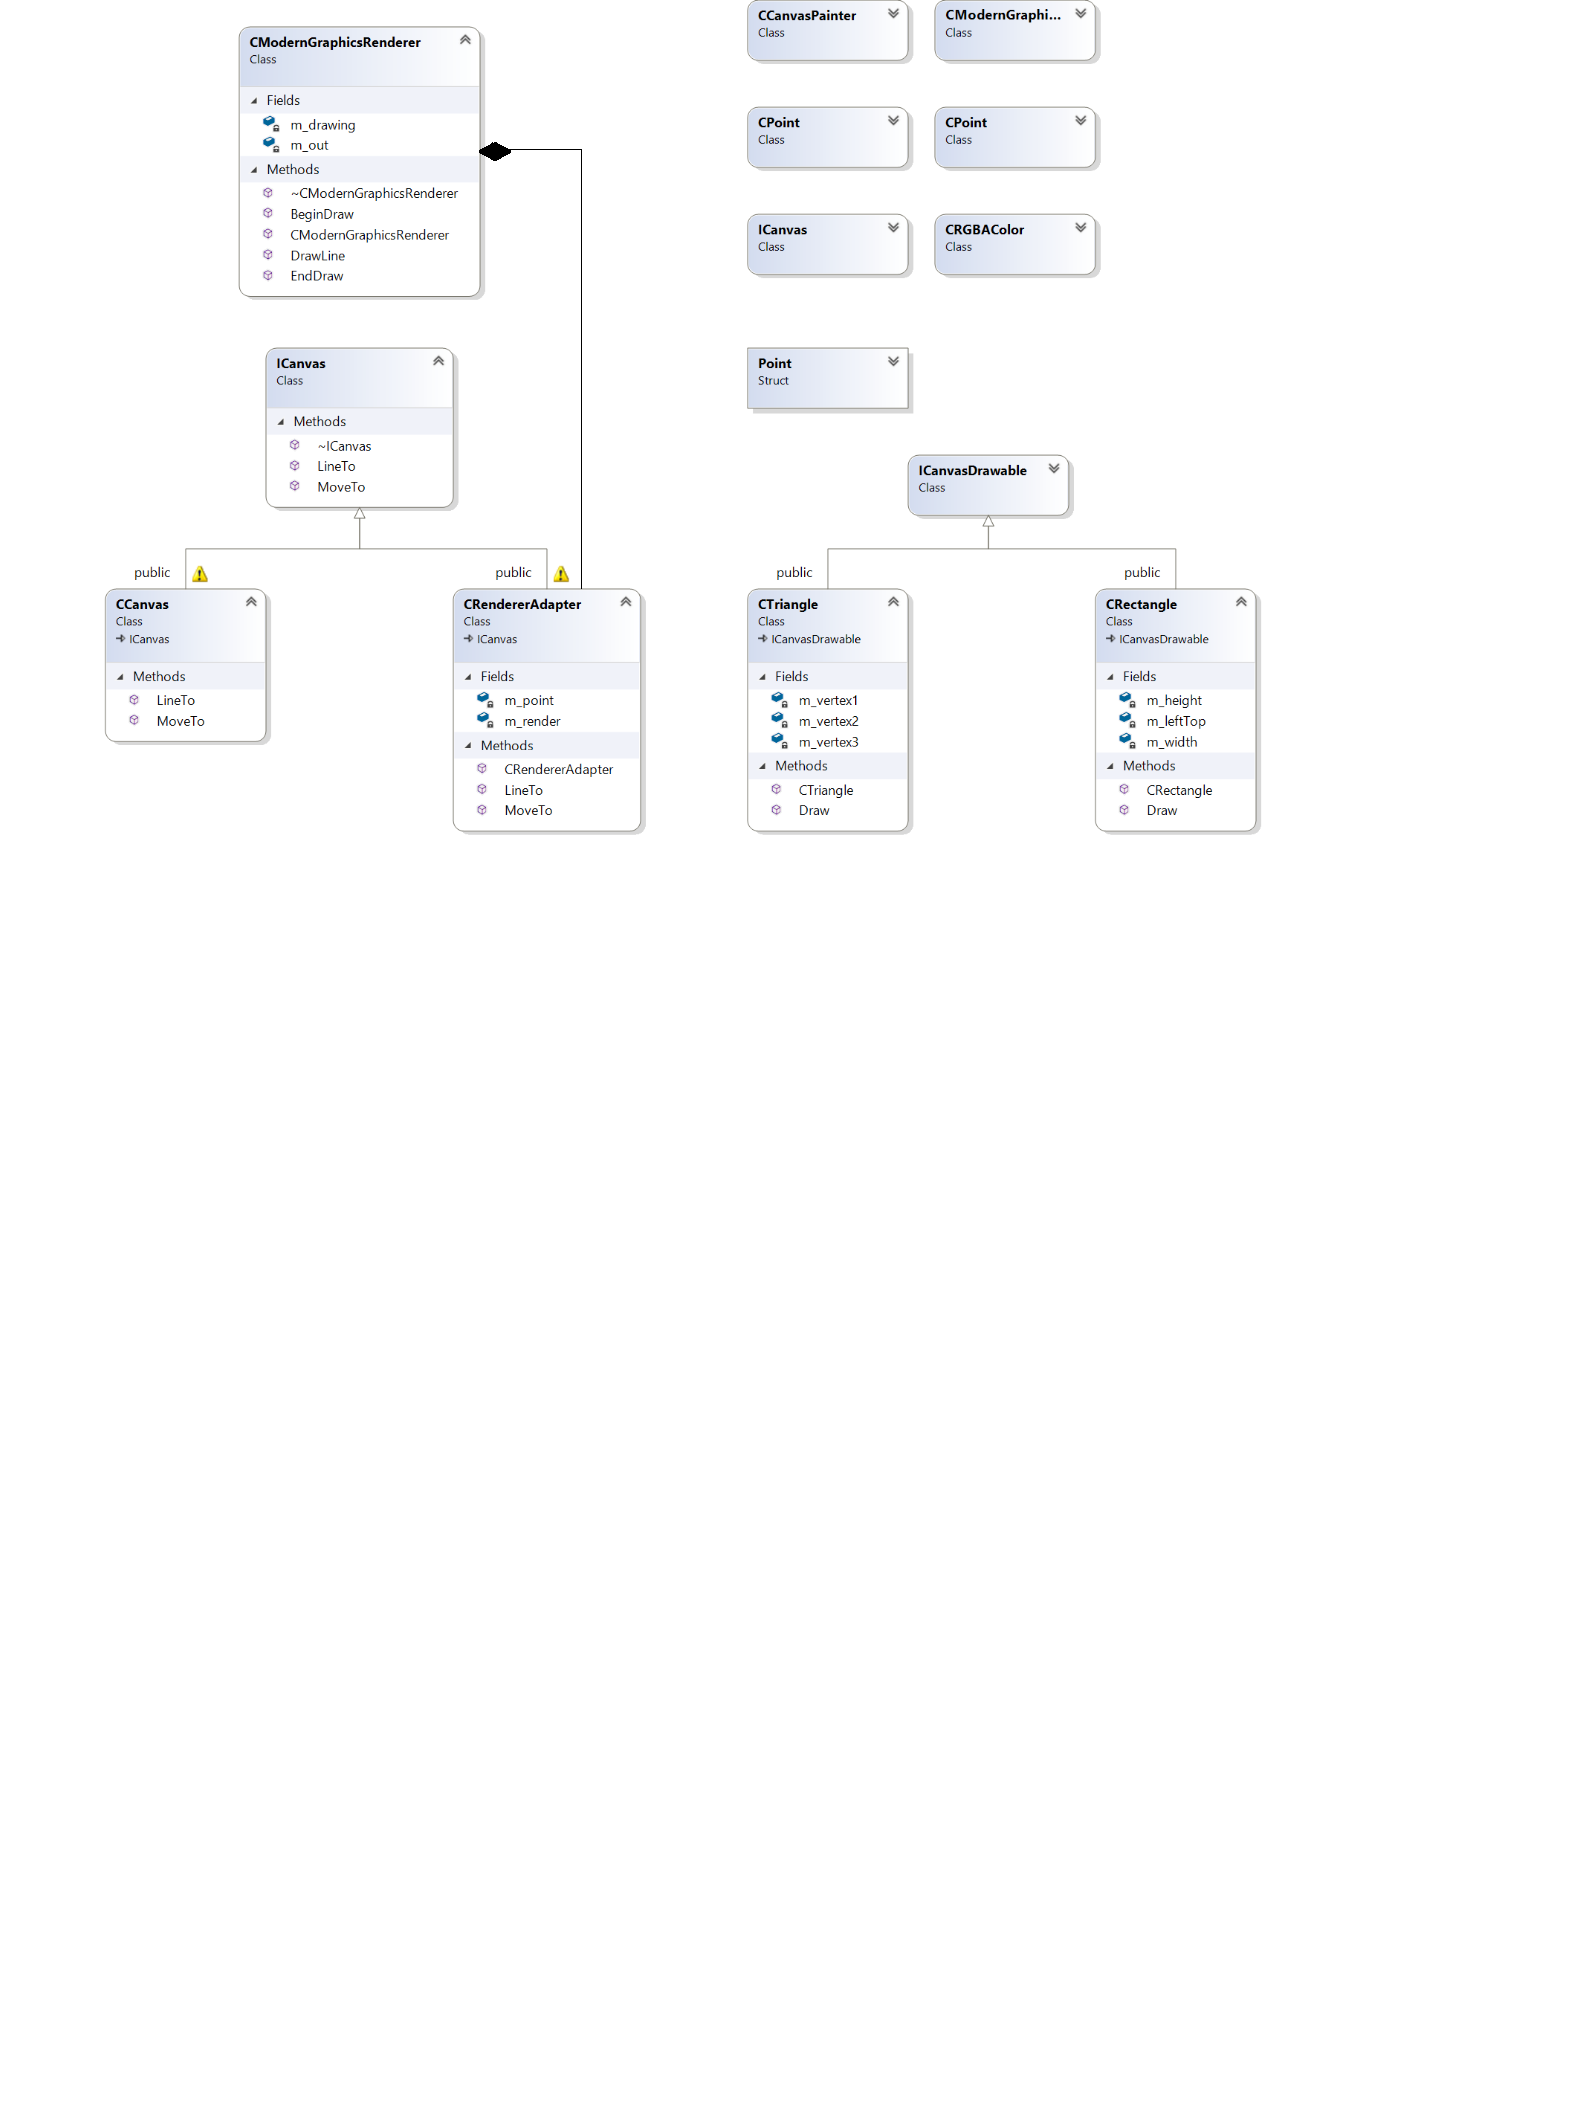 CModernGraphicsRenderer
Class
Fields
m_drawing
m_out
Methods
~CModernGraphicsRenderer
BeginDraw
CModernGraphicsRenderer
DrawLine
EndDraw
CCanvasPainter
Class
CModernGraphi...
Class
CPoint
Class
CPoint
Class
ICanvas
Class
CRGBAColor
Class
Point
Struct
ICanvas
Class
Methods
~ICanvas
LineTo
MoveTo
ICanvasDrawable
Class
public
public
public
public
CCanvas
Class
ICanvas
Methods
LineTo
MoveTo
CRendererAdapter
Class
ICanvas
Fields
m_point
m_render
Methods
CRendererAdapter
LineTo
MoveTo
CTriangle
Class
ICanvasDrawable
Fields
m_vertex1
m_vertex2
m_vertex3
Methods
CTriangle
Draw
CRectangle
Class
ICanvasDrawable
Fields
m_height
m_leftTop
m_width
Methods
CRectangle
Draw